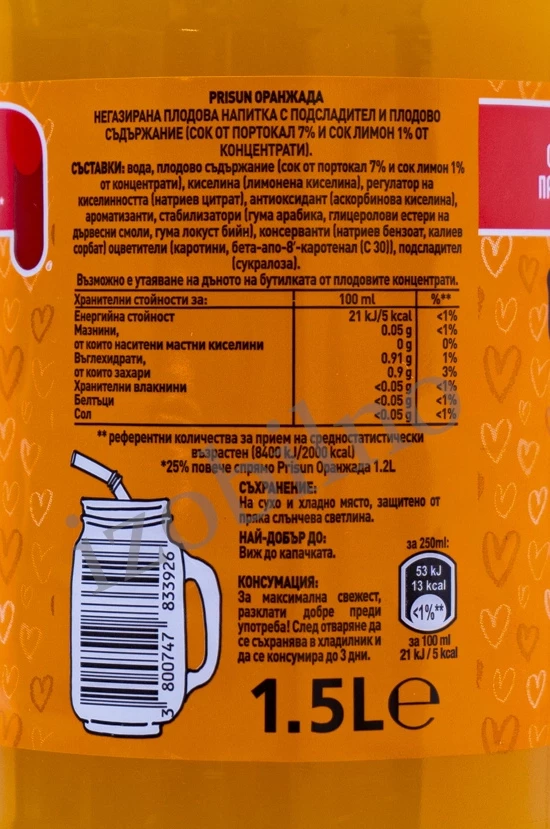 PRISUN ОРАНЖАДА
НЕГАЗИРАНА ПЛОДОВА НАПИТКА С ПОДСЛАДИТЕЛ И ПЛОДОВО
СЪДЪРЖАНИЕ (СОК ОТ ПОРТОКАЛ 7% И СОК ЛИМОН 1% ОТ
КОНЦЕНТРАТИ).
СЪСТАВКИ: вода, плодово съдържание (сок от портокал 7% и сок лимон 1%
от концентрати), киселина (лимонена киселина), регулатор на
киселинността (натриев цитрат), антиоксидант (аскорбинова киселина),
ароматизанти, стабилизатори (гума арабика, глицеролови естери на
дървесни смоли, гума локуст бийн), консерванти (натриев бензоат, калиев
сорбат) оцветители (каротини, бета-апо-8'-каротенал (C 30)), подсладител
(сукралоза).
Възможно е утаяване на дъното на бутилката от плодовите концентрати.
Хранителни стойности за: 100 ml %**
Енергийна стойност 21 kJ/5 kcal <1%
Мазнини, 0.05 g <1%
от които наситени мастни киселини 0 g 0%
Въглехидрати, 0.91 g 1%
от които захари 0.9 g 3%
Хранителни влакнини <0.05 g <1%
Белтъци <0.05 g <1%
Сол <0.05 g <1%
** референтни количества за прием на средностатистически
възрастен (8400 kJ/2000 kcal)
*25% повече спрямо Prisun Оранжада 1.2L
СЪХРАНЕНИЕ:
На сухо и хладно място, защитено от
пряка слънчева светлина.
НАЙ-ДОБЪР ДО:
Виж до капачката.
КОНСУМАЦИЯ:
За максимална свежест,
разклати добре преди
употреба! След отваряне да
се съхранява в хладилник и
да се консумира до 3 дни.
за 250ml:
53 kJ
13 kcal
<1%**
за 100 ml
21 kJ / 5 kcal
3 800747 833926
1.5L℮
izobilno